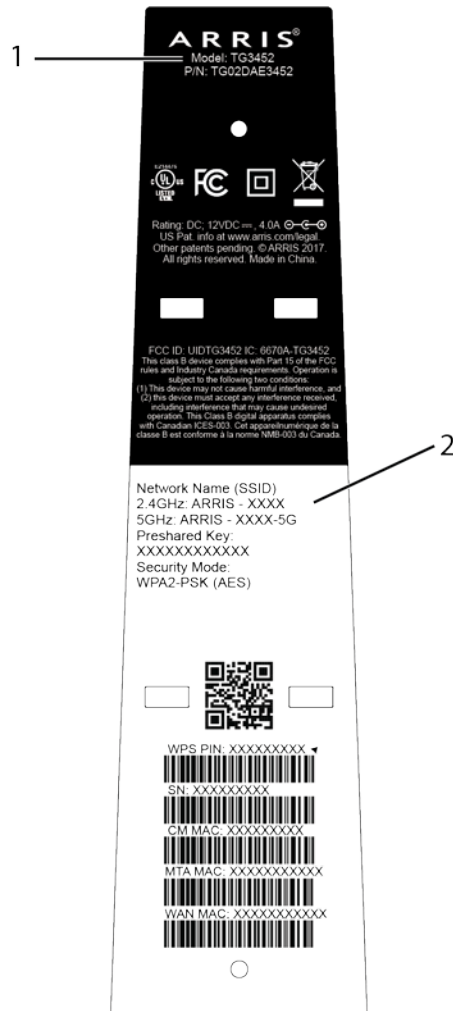 ARRIS®
1
Model: TG3452
P/N: TG02DAE3452
E215675
C UL US
LISTED
I.T.E.
FC
Rating: DC; 12VDC ⎓, 4.0A
US Pat. info at www.arris.com/legal.
Other patents pending. © ARRIS 2017.
All rights reserved. Made in China.
FCC ID: UIDTG3452 IC: 6670A-TG3452
This class B device complies with Part 15 of the FCC
rules and Industry Canada requirements. Operation is
subject to the following two conditions:
(1) This device may not cause harmful interference, and
(2) this device must accept any interference received,
including interference that may cause undesired
operation. This Class B digital apparatus complies
with Canadian ICES-003. Cet appareilnumérique de la
classe B est conforme à la norme NMB-003 du Canada.
2
Network Name (SSID)
2.4GHz: ARRIS - XXXX
5GHz: ARRIS - XXXX-5G
Preshared Key:
XXXXXXXXXXXX
Security Mode:
WPA2-PSK (AES)
WPS PIN: XXXXXXXXX
SN: XXXXXXXXX
CM MAC: XXXXXXXXX
MTA MAC: XXXXXXXXXXX
WAN MAC: XXXXXXXXXXX